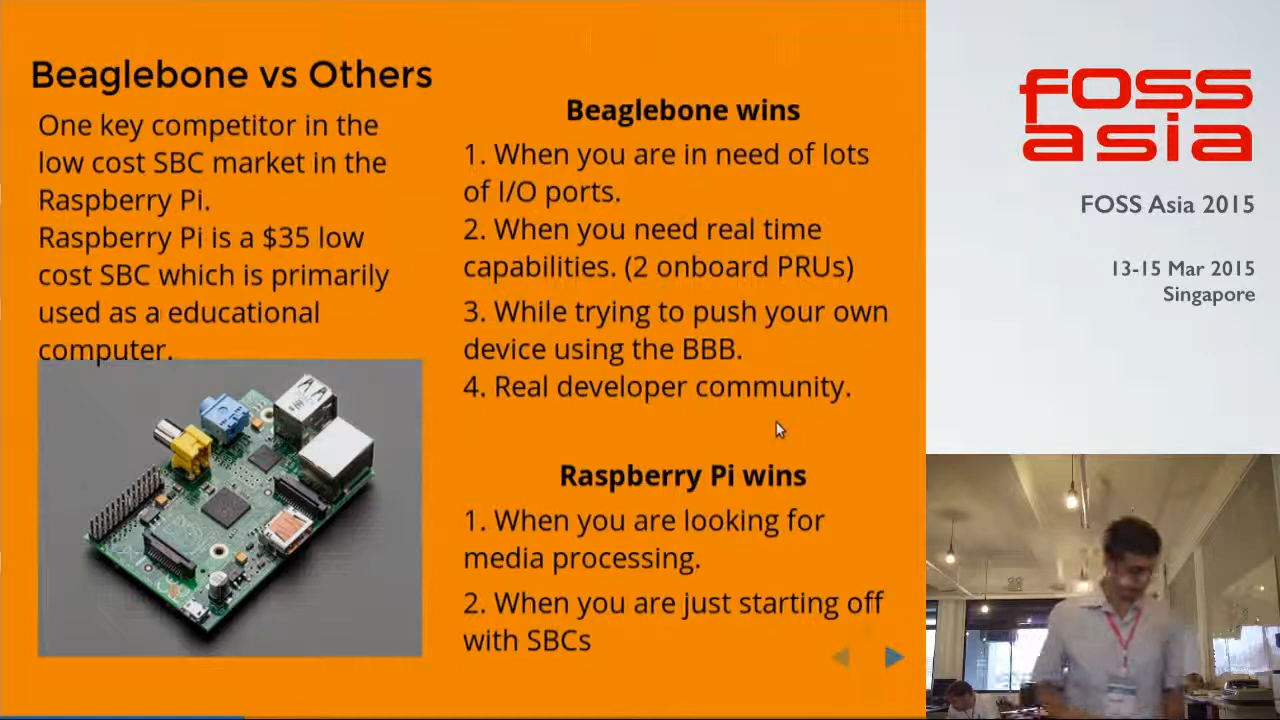 Beaglebone vs Others
One key competitor in the
low cost SBC market in the
Raspberry Pi.
Raspberry Pi is a $35 low
cost SBC which is primarily
used as a educational
computer.
Beaglebone wins
1. When you are in need of lots
of I/O ports.
2. When you need real time
capabilities. (2 onboard PRUs)
3. While trying to push your own
device using the BBB.
4. Real developer community.
Raspberry Pi wins
1. When you are looking for
media processing.
2. When you are just starting off
with SBCs
FOSS
asia
FOSS Asia 2015
13-15 Mar 2015
Singapore